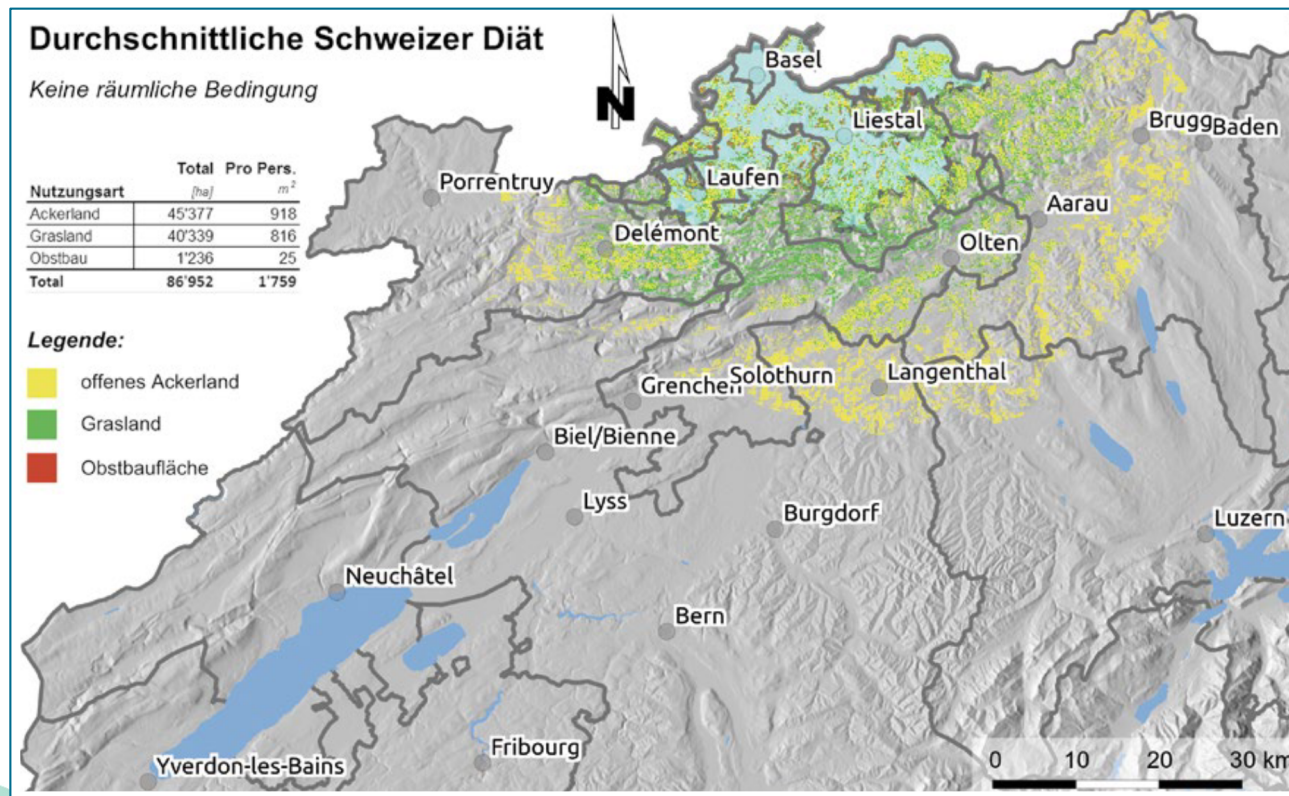 Durchschnittliche Schweizer Diät
Keine räumliche Bedingung
N
Total Pro Pers.
Nutzungsart [ha] m²
Ackerland 45'377 918
Grasland 40'339 816
Obstbau 1'236 25
Total 86'952 1'759
Legende:
offenes Ackerland
Grasland
Obstbaufläche
Basel
Liestal
Brugg
Baden
Laufen
Porrentruy
Aarau
Delémont
Olten
Grenchen
Solothurn
Langenthal
Biel/Bienne
Lyss
Burgdorf
Luzern
Neuchâtel
Bern
Fribourg
Yverdon-les-Bains
0 10 20 30 km